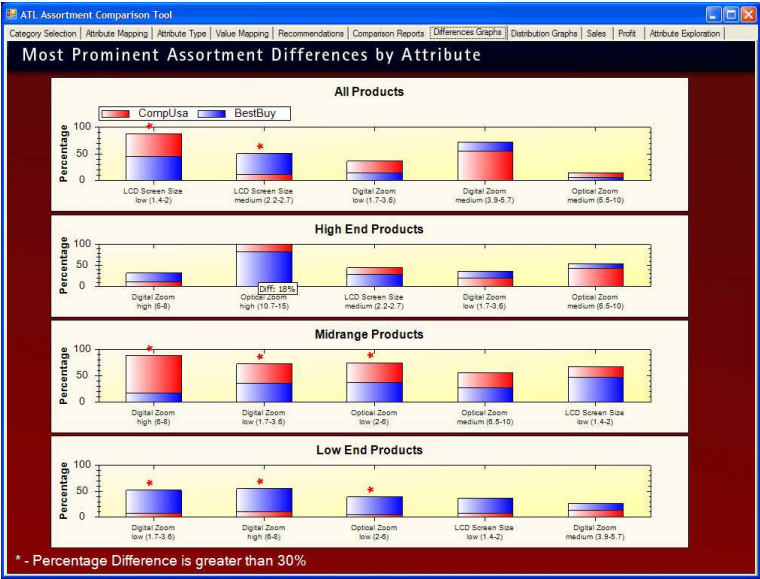 ATL Assortment Comparison Tool
Category Selection Attribute Mapping Attribute Type Value Mapping Recommendations Comparison Reports Differences Graphs Distribution Graphs Sales Profit Attribute Exploration
Most Prominent Assortment Differences by Attribute
All Products
CompUsa BestBuy
Percentage
100
50
0
* *
LCD Screen Size LCD Screen Size Digital Zoom Digital Zoom Optical Zoom
low (1.4-2) medium (2.2-2.7) low (1.7-3.6) medium (3.9-5.7) medium (6.5-10)
High End Products
Percentage
100
50
0
Diff: 18%
Digital Zoom Optical Zoom LCD Screen Size Digital Zoom Optical Zoom
high (6-8) high (10.7-15) medium (2.2-2.7) low (1.7-3.6) medium (6.5-10)
Midrange Products
Percentage
100
50
0
* * *
Digital Zoom Digital Zoom Optical Zoom Optical Zoom LCD Screen Size
high (6-8) low (1.7-3.6) low (2-6) medium (6.5-10) low (1.4-2)
Low End Products
Percentage
100
50
0
* * *
Digital Zoom Digital Zoom Optical Zoom LCD Screen Size Digital Zoom
low (1.7-3.6) high (6-8) low (2-6) low (1.4-2) medium (3.9-5.7)
* - Percentage Difference is greater than 30%